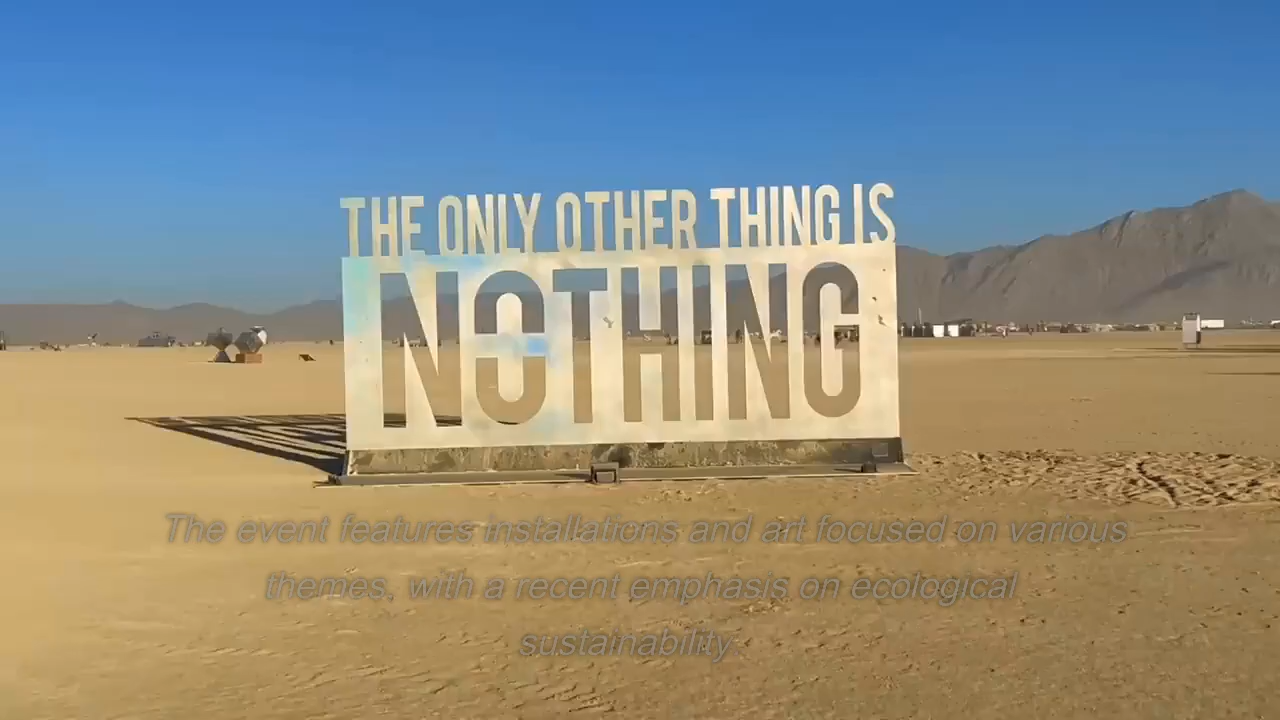 THE ONLY OTHER THING IS
NOTHING
The event features installations and art focused on various
themes, with a recent emphasis on ecological
sustainability.